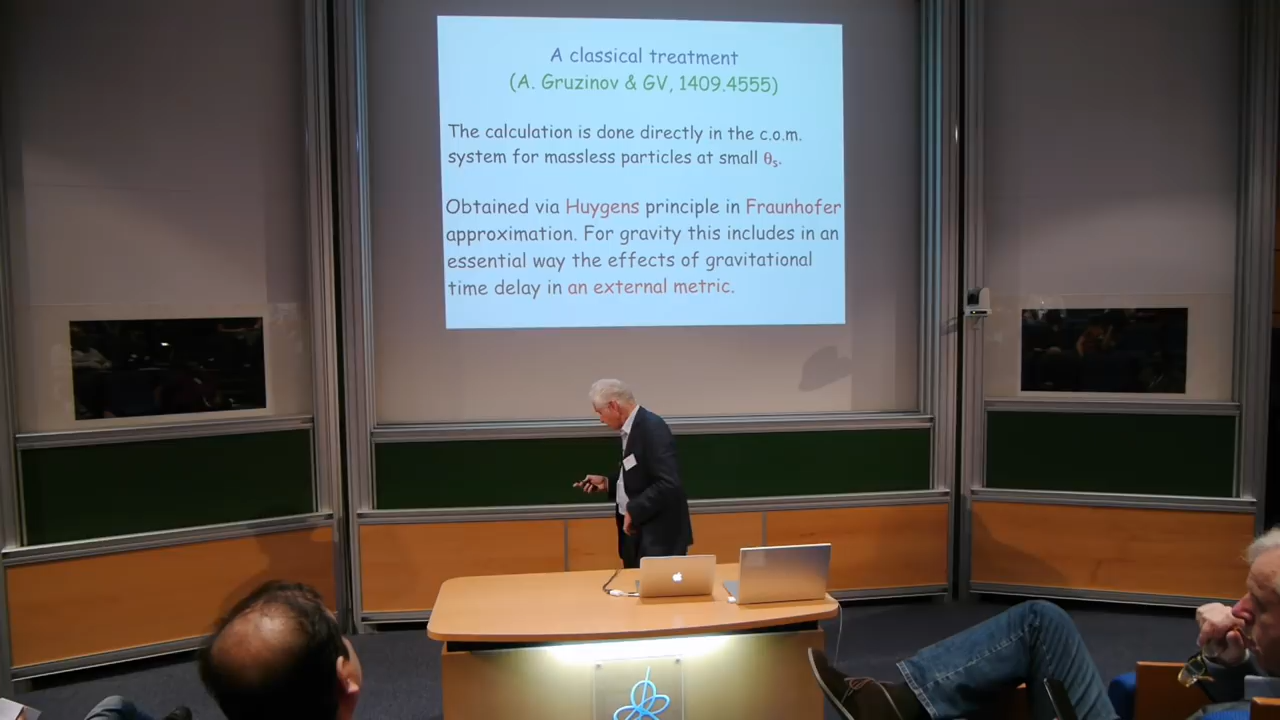 A classical treatment
(A. Gruzinov & GV, 1409.4555)
The calculation is done directly in the c.o.m.
system for massless particles at small θs.
Obtained via Huygens principle in Fraunhofer
approximation. For gravity this includes in an
essential way the effects of gravitational
time delay in an external metric.